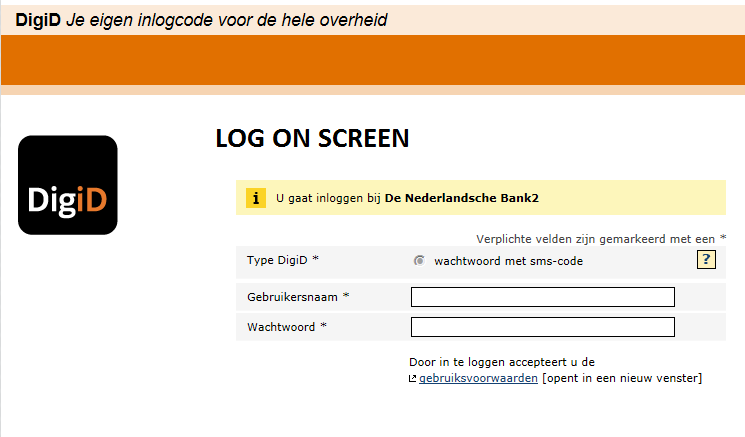 DigiD Je eigen inlogcode voor de hele overheid
LOG ON SCREEN
DigiD
i U gaat inloggen bij De Nederlandsche Bank2
Verplichte velden zijn gemarkeerd met een *
Type DigiD * wachtwoord met sms-code ?
Gebruikersnaam *
Wachtwoord *
Door in te loggen accepteert u de
gebruiksvoorwaarden [opent in een nieuw venster]